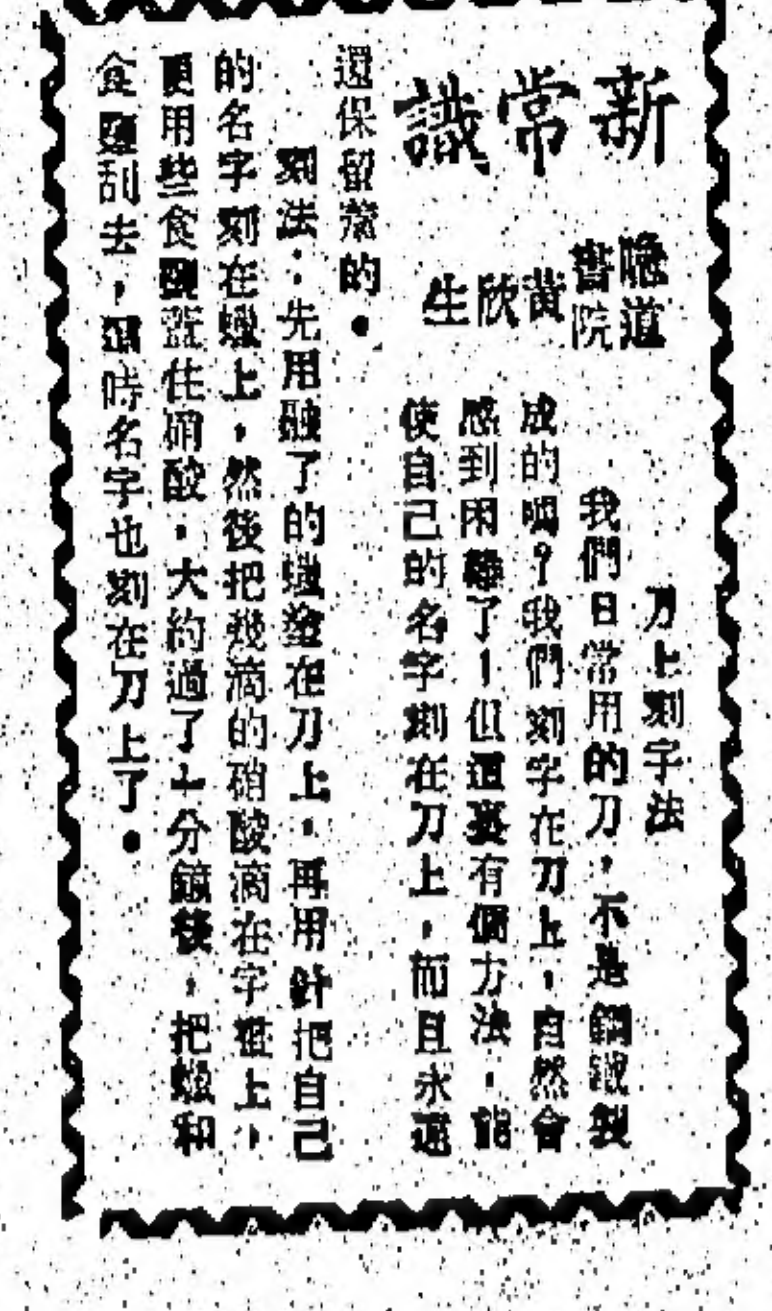 新常識
喚道
書院
黃欣生
刀上刻字法
我們日常用的刀，不是鋼鐵製
成的嗎？我們刻字在刀上，自然會
感到困難了！但這裏有個方法，能
使自己的名字刻在刀上，而且永遠
還保留着的。
刻法：先用融了的蠟塗在刀上，再用針把自己
的名字刻在蠟上，然後把幾滴的硝酸滴在字槽上，
更用些食鹽蓋住硝酸，大約過了十分鐘後，把蠟和
食鹽刮去，這時名字也刻在刀上了。